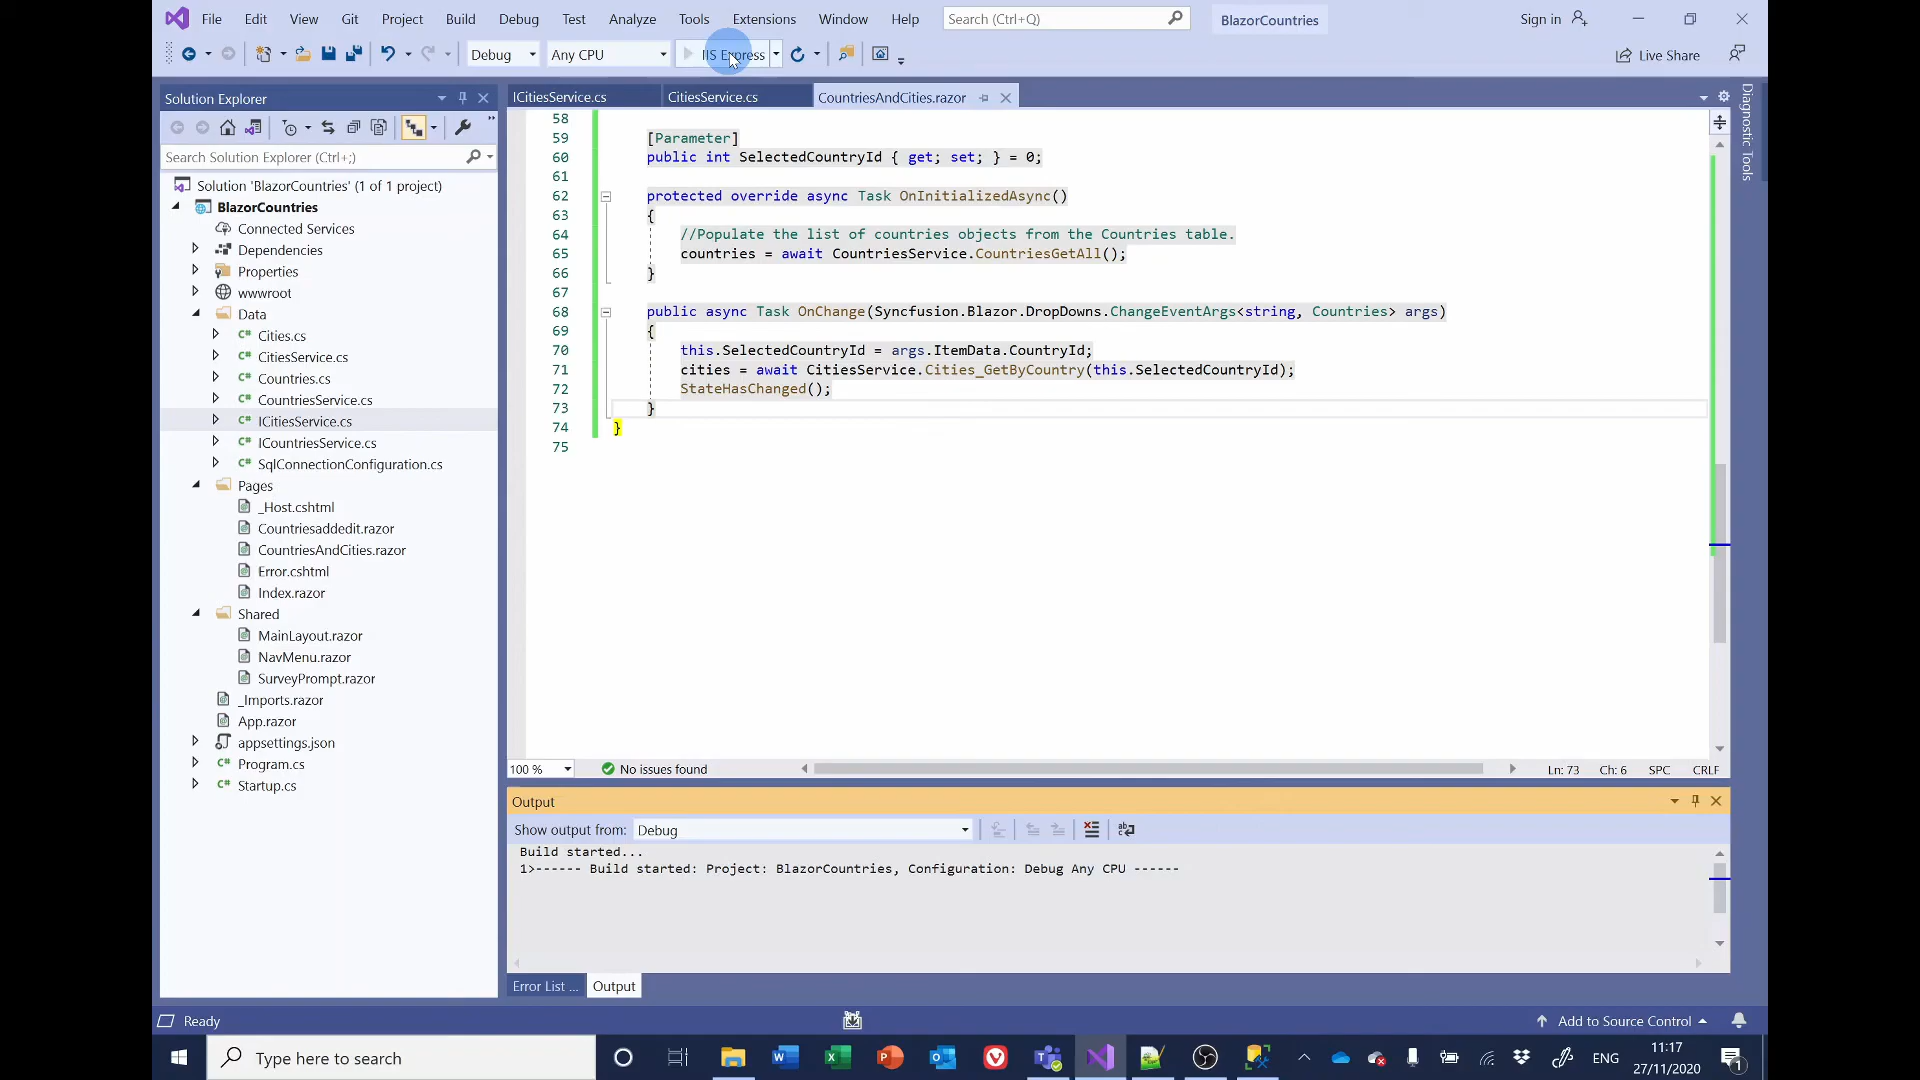 File Edit View Git Project Build Debug Test Analyze Tools Extensions Window Help Search (Ctrl+Q) BlazorCountries Sign in
Debug Any CPU IIS Express Live Share
Solution Explorer
Search Solution Explorer (Ctrl+;)
Solution 'BlazorCountries' (1 of 1 project)
BlazorCountries
Connected Services
Dependencies
Properties
wwwroot
Data
Cities.cs
CitiesService.cs
Countries.cs
CountriesService.cs
ICitiesService.cs
ICountriesService.cs
SqlConnectionConfiguration.cs
Pages
_Host.cshtml
Countriesaddedit.razor
CountriesAndCities.razor
Error.cshtml
Index.razor
Shared
MainLayout.razor
NavMenu.razor
SurveyPrompt.razor
_Imports.razor
App.razor
appsettings.json
Program.cs
Startup.cs
ICitiesService.cs CitiesService.cs CountriesAndCities.razor
58
59 [Parameter]
60 public int SelectedCountryId { get; set; } = 0;
61
62 protected override async Task OnInitializedAsync()
63 {
64 //Populate the list of countries objects from the Countries table.
65 countries = await CountriesService.CountriesGetAll();
66 }
67
68 public async Task OnChange(Syncfusion.Blazor.DropDowns.ChangeEventArgs<string, Countries> args)
69 {
70 this.SelectedCountryId = args.ItemData.CountryId;
71 cities = await CitiesService.Cities_GetByCountry(this.SelectedCountryId);
72 StateHasChanged();
73 }
74 }
75
100 % No issues found Ln: 73 Ch: 6 SPC CRLF
Output
Show output from: Debug
Build started...
1>------ Build started: Project: BlazorCountries, Configuration: Debug Any CPU ------
Error List ... Output
Diagnostic Tools
Ready Add to Source Control
Type here to search ENG 11:17
27/11/2020 1